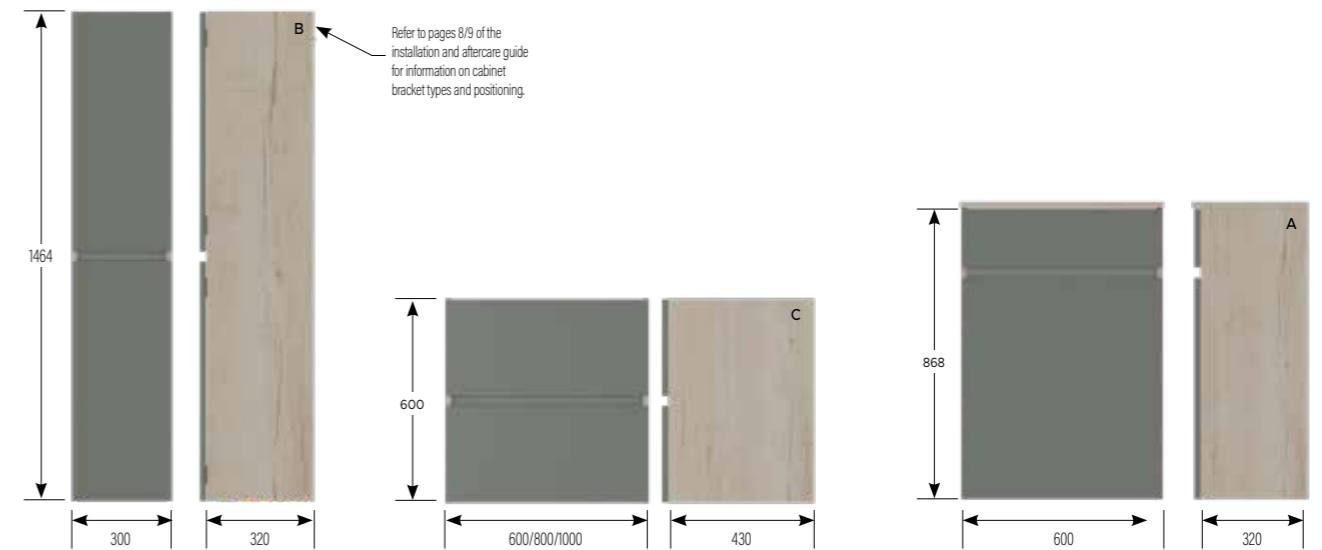 B
Refer to pages 8/9 of the
installation and aftercare guide
for information on cabinet
bracket types and positioning.
1464
300
320
C
600
600/800/1000
430
A
868
600
320